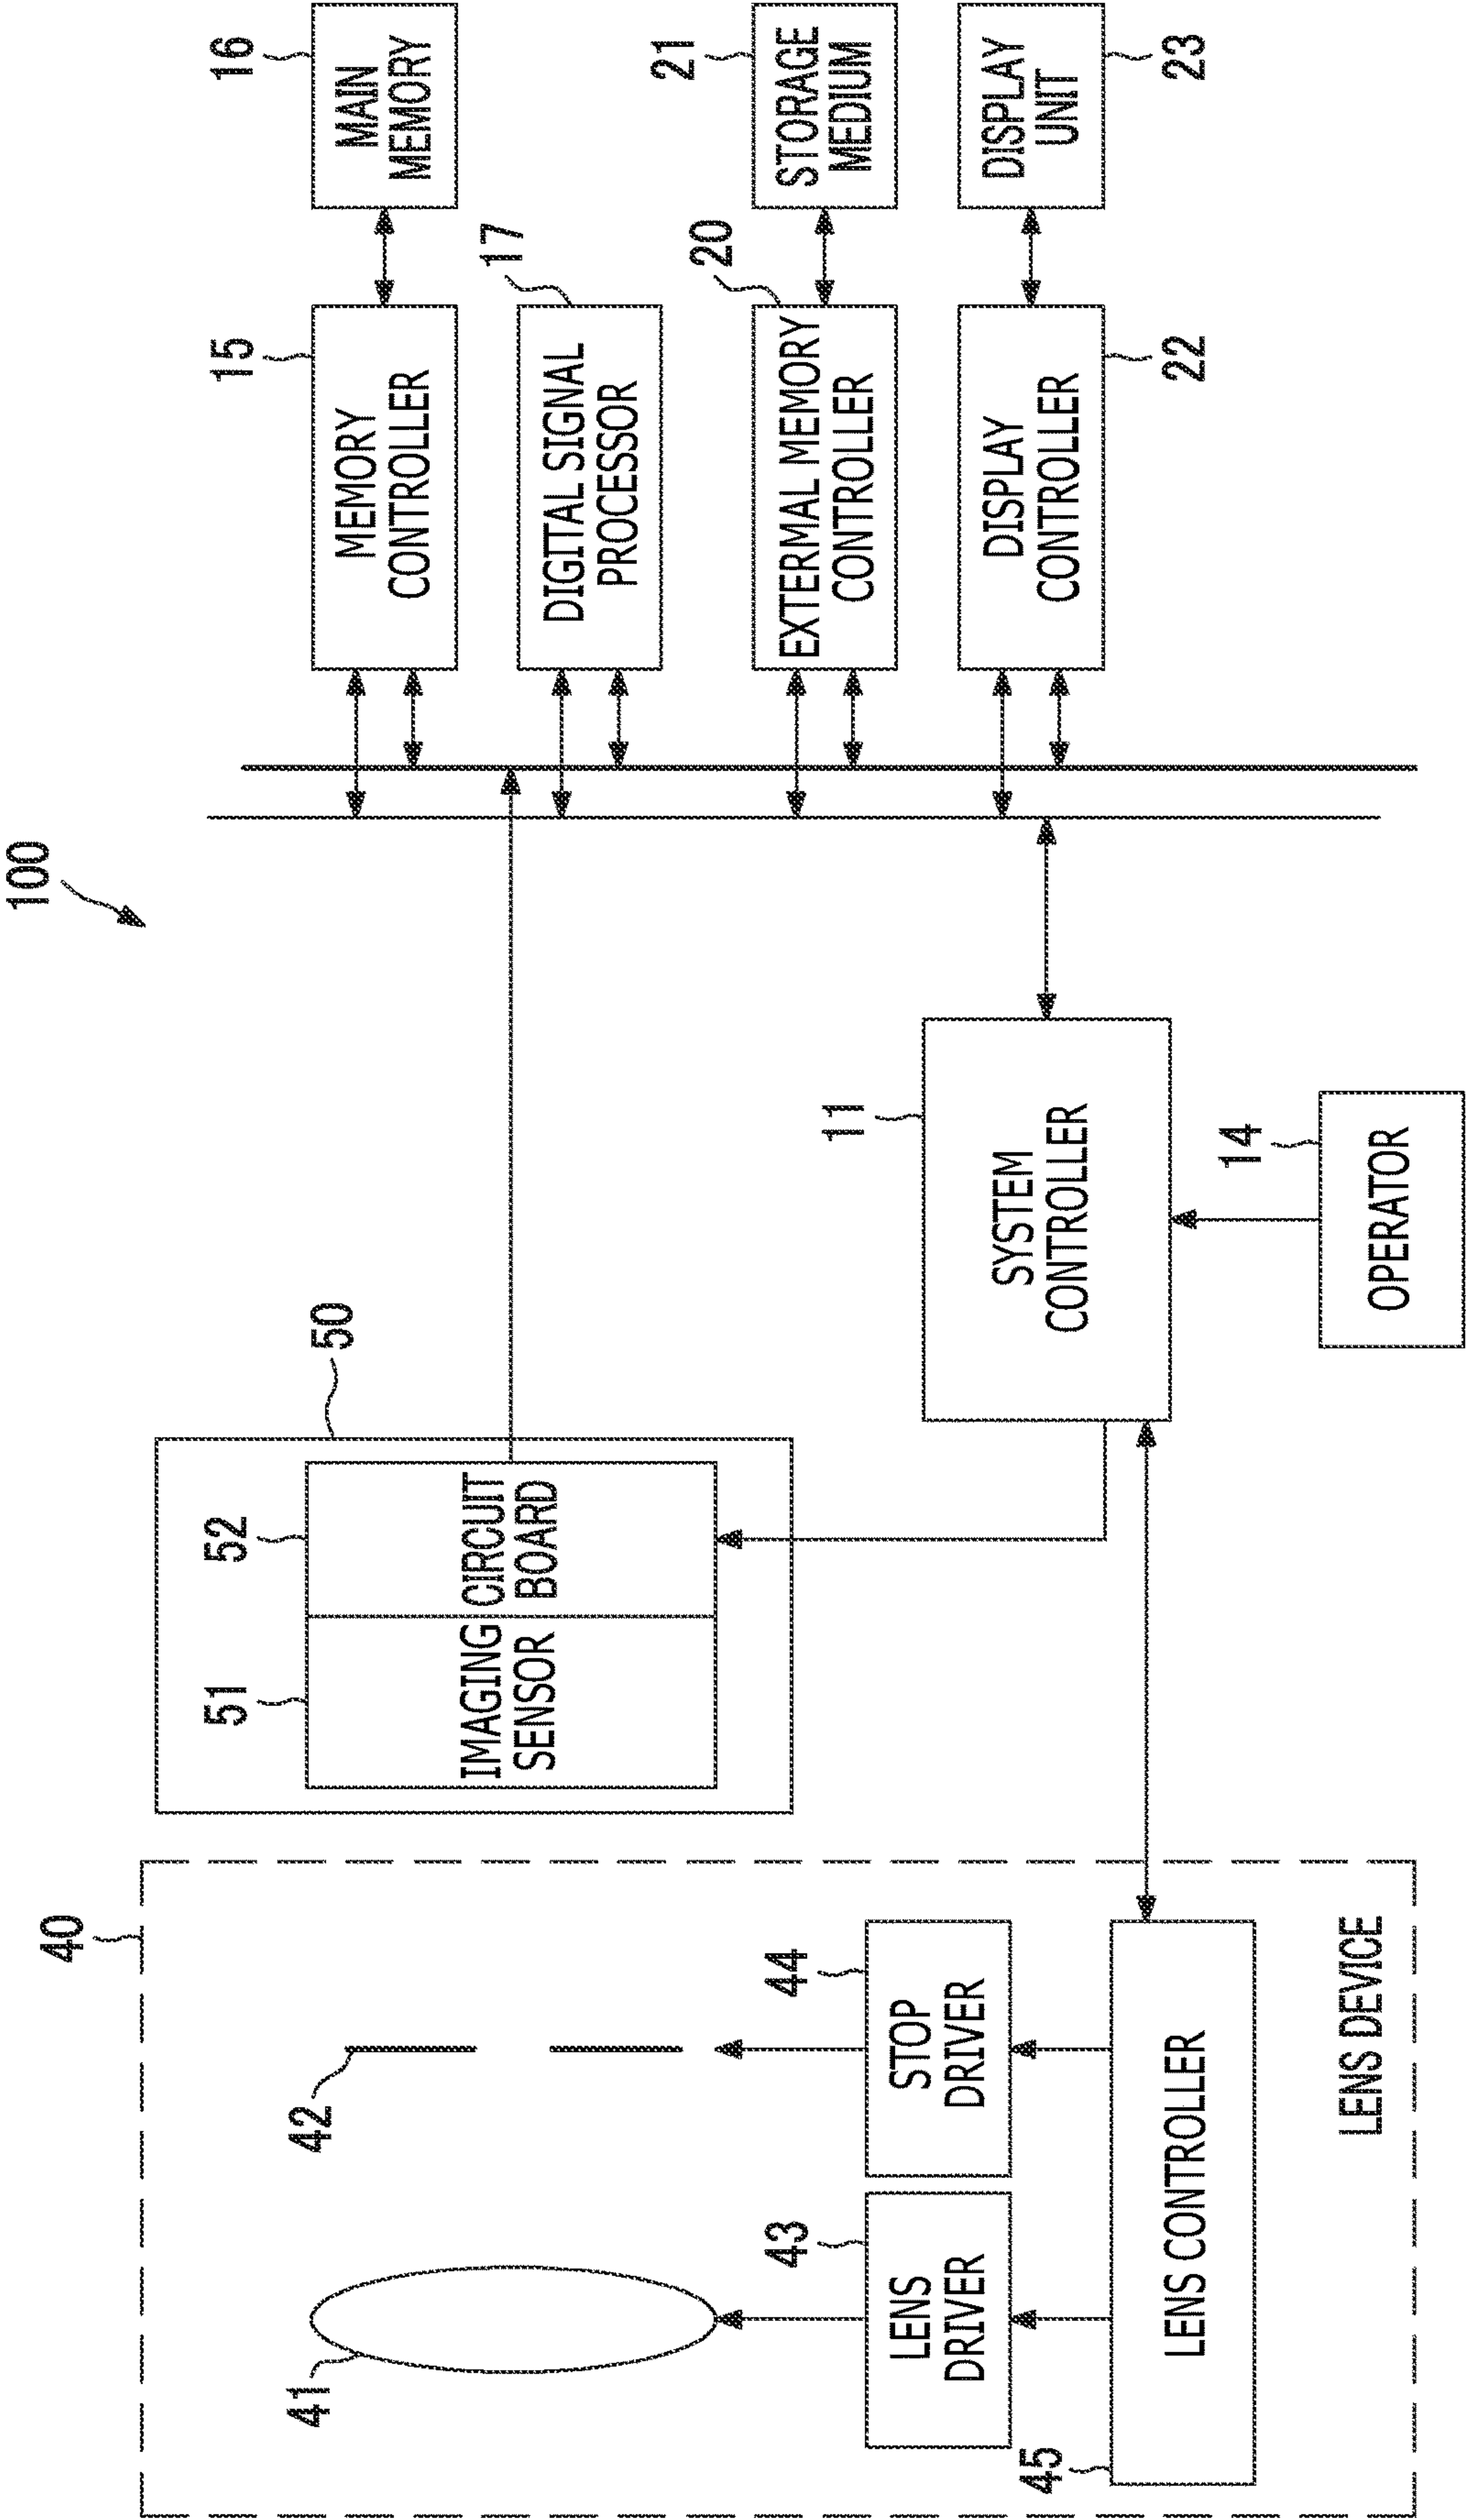 100
40
41
42
43
LENS
DRIVER
44
STOP
DRIVER
45
LENS CONTROLLER
LENS DEVICE
50
51
IMAGING
SENSOR
52
CIRCUIT
BOARD
11
SYSTEM
CONTROLLER
14
OPERATOR
15
MEMORY
CONTROLLER
16
MAIN
MEMORY
17
DIGITAL SIGNAL
PROCESSOR
20
EXTERMAL MEMORY
CONTROLLER
21
STORAGE
MEDIUM
22
DISPLAY
CONTROLLER
23
DISPLAY
UNIT